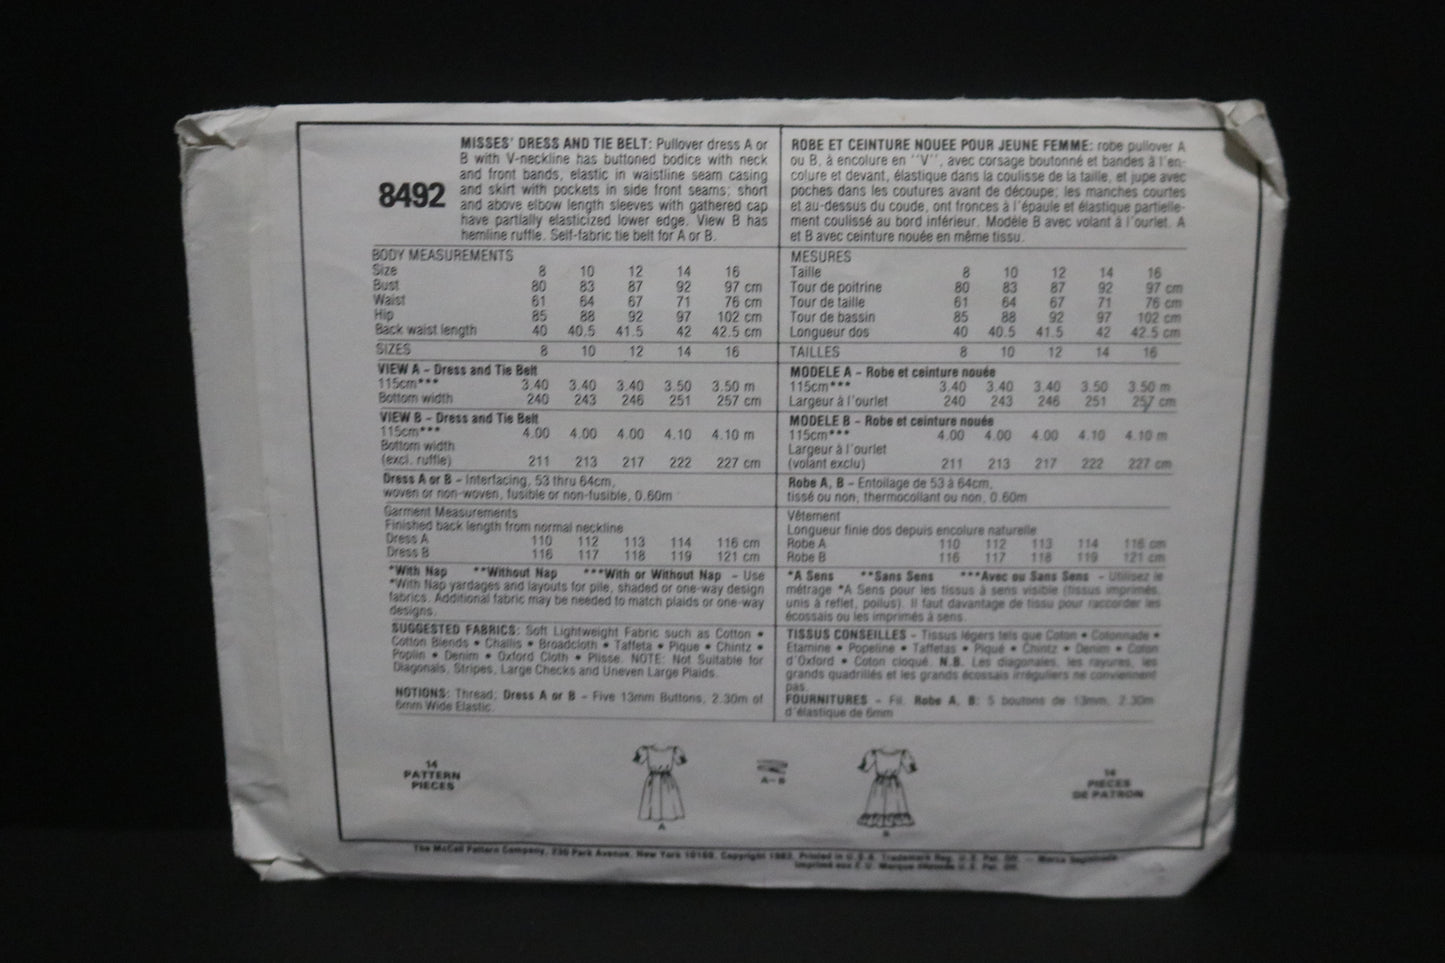 8492
MISSES' DRESS AND TIE BELT: Pullover dress A or
B with V-neckline has buttoned bodice with neck
and front bands, elastic in waistline seam casing
and skirt with pockets in side front seams; short
and above elbow length sleeves with gathered cap
have partially elasticized lower edge. View B has
hemline ruffle. Self-fabric tie belt for A or B.
BODY MEASUREMENTS
Size 8 10 12 14 16
Bust 80 83 87 92 97 cm
Waist 61 64 67 71 76 cm
Hip 85 88 92 97 102 cm
Back waist length 40 40.5 41.5 42 42.5 cm
SIZES 8 10 12 14 16
VIEW A - Dress and Tie Belt
115cm*** 3.40 3.40 3.40 3.50 3.50 m
Bottom width 240 243 246 251 257 cm
VIEW B - Dress and Tie Belt
115cm*** 4.00 4.00 4.00 4.10 4.10 m
Bottom width
(excl. ruffle) 211 213 217 222 227 cm
Dress A or B - Interfacing, 53 thru 64cm,
woven or non-woven, fusible or non-fusible, 0.60m
Garment Measurements
Finished back length from normal neckline
Dress A 110 112 113 114 116 cm
Dress B 116 117 118 119 121 cm
*With Nap **Without Nap ***With or Without Nap - Use
*With Nap yardages and layouts for pile, shaded or one-way design
fabrics. Additional fabric may be needed to match plaids or one-way
designs.
SUGGESTED FABRICS: Soft Lightweight Fabric such as Cotton •
Cotton Blends • Challis • Broadcloth • Taffeta • Pique • Chintz •
Poplin • Denim • Oxford Cloth • Plisse. NOTE: Not Suitable for
Diagonals, Stripes, Large Checks and Uneven Large Plaids.
NOTIONS: Thread; Dress A or B - Five 13mm Buttons, 2.30m of
6mm Wide Elastic.
ROBE ET CEINTURE NOUEE POUR JEUNE FEMME: robe pullover A
ou B, à encolure en "V", avec corsage boutonné et bandes à l'en-
colure et devant, élastique dans la coulisse de la taille, et jupe avec
poches dans les coutures avant de découpe; les manches courtes
et au-dessus du coude, ont fronces à l'épaule et élastique partielle-
ment coulissé au bord inférieur. Modèle B avec volant à l'ourlet. A
et B avec ceinture nouée en même tissu.
MESURES
Taille 8 10 12 14 16
Tour de poitrine 80 83 87 92 97 cm
Tour de taille 61 64 67 71 76 cm
Tour de bassin 85 88 92 97 102 cm
Longueur dos 40 40.5 41.5 42 42.5 cm
TAILLES 8 10 12 14 16
MODELE A - Robe et ceinture nouée
115cm*** 3.40 3.40 3.40 3.50 3.50 m
Largeur à l'ourlet 240 243 246 251 257 cm
MODELE B - Robe et ceinture nouée
115cm*** 4.00 4.00 4.00 4.10 4.10 m
Largeur à l'ourlet
(volant exclu) 211 213 217 222 227 cm
Robe A, B - Entoilage de 53 à 64cm,
tissé ou non, thermocollant ou non, 0.60m
Vêtement
Longueur finie dos depuis encolure naturelle
Robe A 110 112 113 114 116 cm
Robe B 116 117 118 119 121 cm
*A Sens **Sans Sens ***Avec ou Sans Sens - Utilisez le
métrage *A Sens pour les tissus à sens visible (tissus imprimés,
unis à reflet, poilus). Il faut davantage de tissu pour raccorder les
écossais ou les imprimés à sens.
TISSUS CONSEILLES - Tissus légers tels que Coton • Cotonnade •
Etamine • Popeline • Taffetas • Piqué • Chintz • Denim • Coton
d'Oxford • Coton cloqué. N.B. Les diagonales, les rayures, les
grands quadrillés et les grands écossais irréguliers ne conviennent
pas.
FOURNITURES - Fil. Robe A, B: 5 boutons de 13mm, 2.30m
d'élastique de 6mm
14
PATTERN
PIECES
A
A-B
B
14
PIECES
DE PATRON
The McCall Pattern Company, 230 Park Avenue, New York 10169, Copyright 1983, Printed in U.S.A. Trademark Reg. U.S. Pat. Off. - Marca Registrada
Imprimé aux E.U. Marque déposée U.S. Pat. Off.